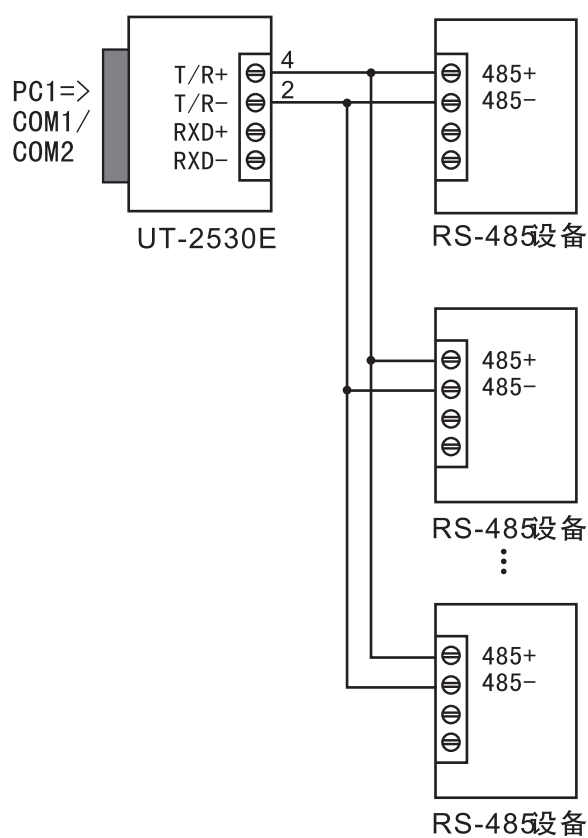 PC1=>
COM1/
COM2
T/R+
T/R-
RXD+
RXD-
4
2
UT-2530E
485+
485-
RS-485设备
485+
485-
RS-485设备
485+
485-
RS-485设备